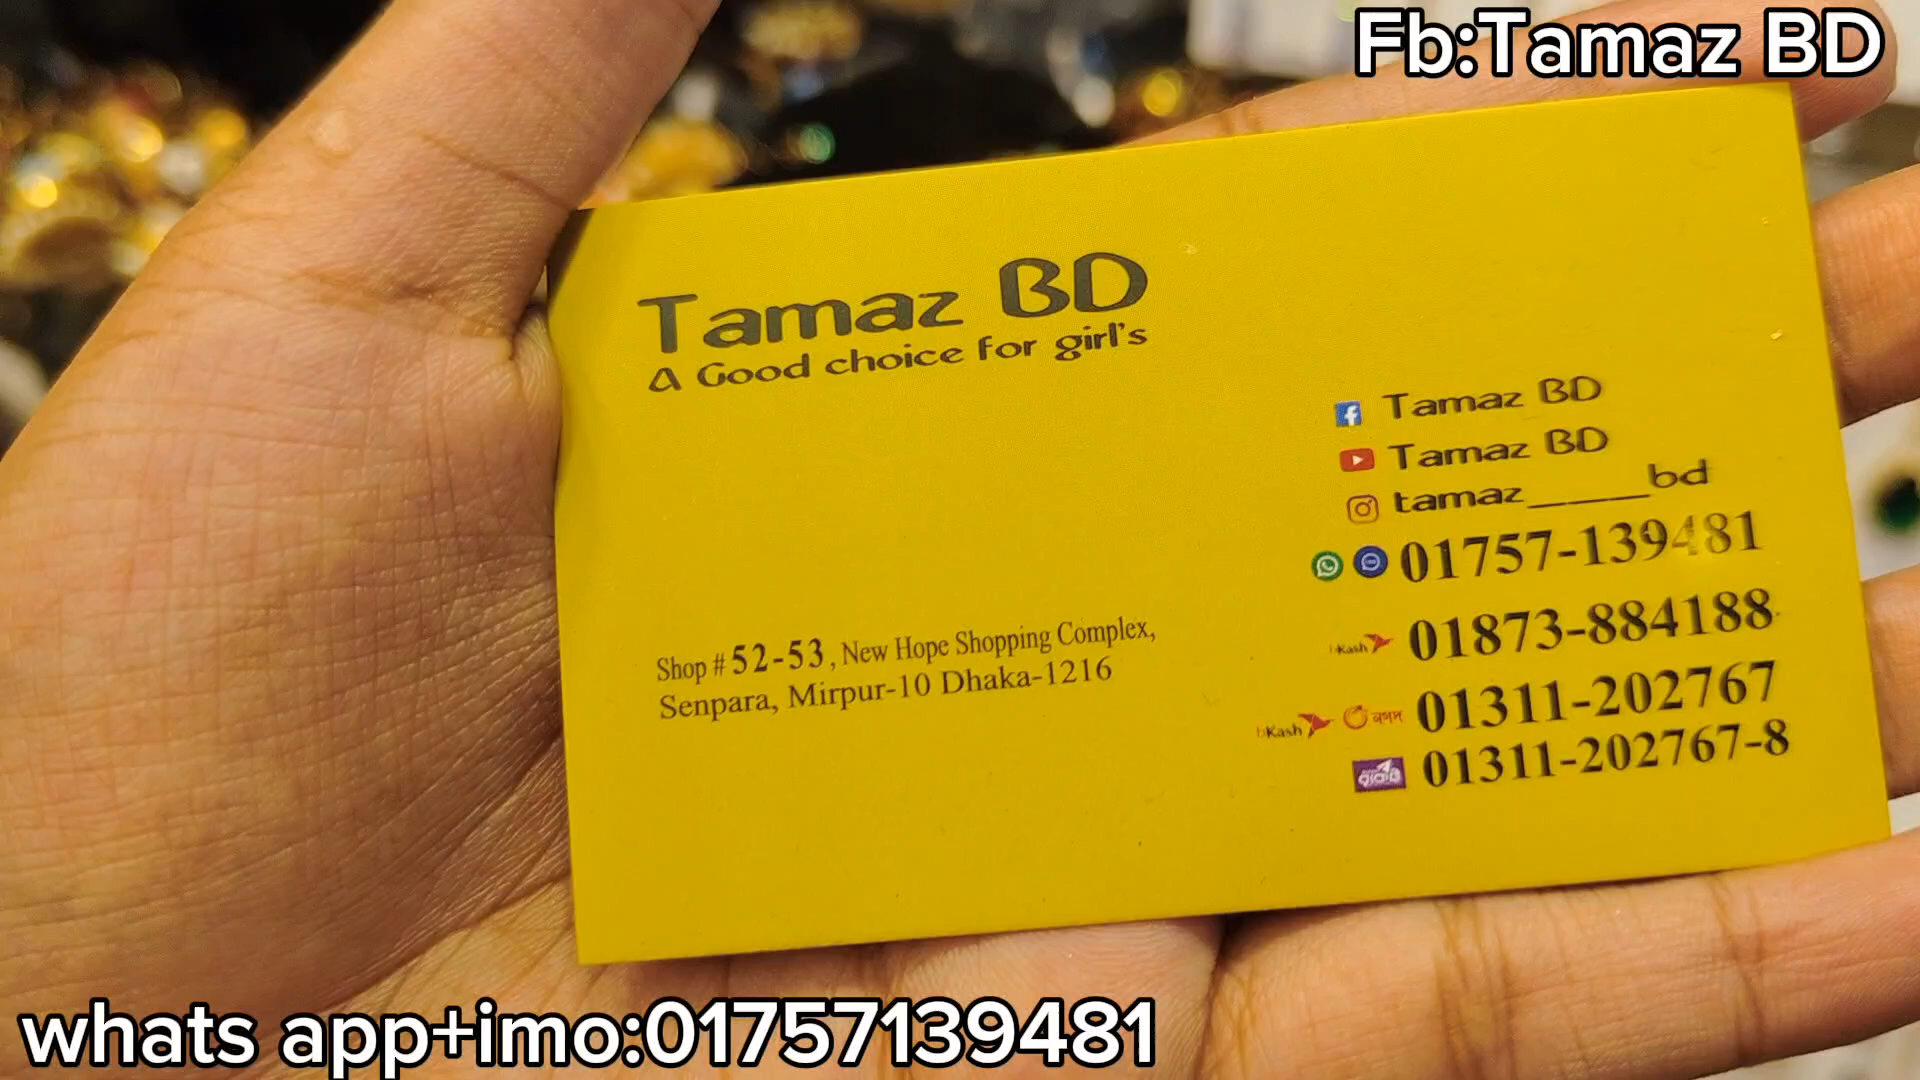 Fb:Tamaz BD
Tamaz BD
A Good choice for girl's
Tamaz BD
Tamaz BD
tamaz____bd
01757-139481
bKash 01873-884188
bKash নগদ 01311-202767
01311-202767-8
Shop # 52-53, New Hope Shopping Complex,
Senpara, Mirpur-10 Dhaka-1216
whats app+imo:01757139481